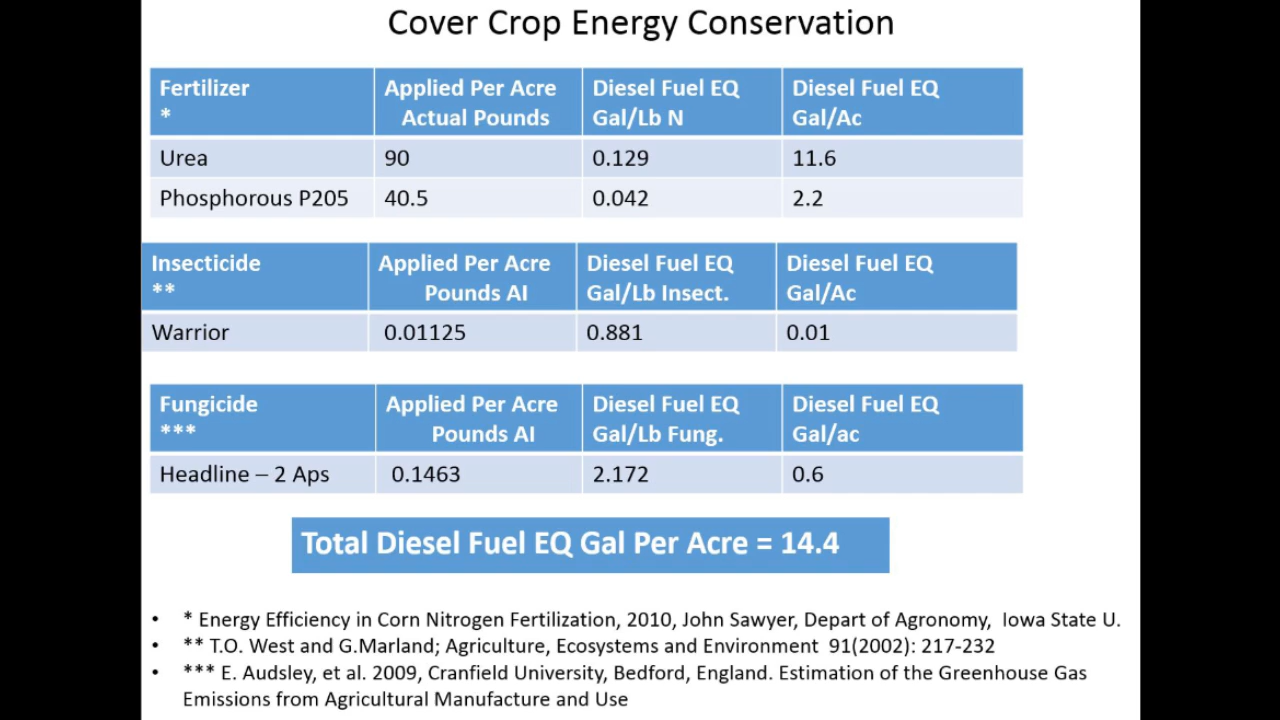 Cover Crop Energy Conservation
Fertilizer * Applied Per Acre Actual Pounds Diesel Fuel EQ Gal/Lb N Diesel Fuel EQ Gal/Ac
Urea 90 0.129 11.6
Phosphorous P205 40.5 0.042 2.2
Insecticide ** Applied Per Acre Pounds AI Diesel Fuel EQ Gal/Lb Insect. Diesel Fuel EQ Gal/Ac
Warrior 0.01125 0.881 0.01
Fungicide *** Applied Per Acre Pounds AI Diesel Fuel EQ Gal/Lb Fung. Diesel Fuel EQ Gal/ac
Headline – 2 Aps 0.1463 2.172 0.6
Total Diesel Fuel EQ Gal Per Acre = 14.4
• * Energy Efficiency in Corn Nitrogen Fertilization, 2010, John Sawyer, Depart of Agronomy, Iowa State U.
• ** T.O. West and G.Marland; Agriculture, Ecosystems and Environment 91(2002): 217-232
• *** E. Audsley, et al. 2009, Cranfield University, Bedford, England. Estimation of the Greenhouse Gas
Emissions from Agricultural Manufacture and Use